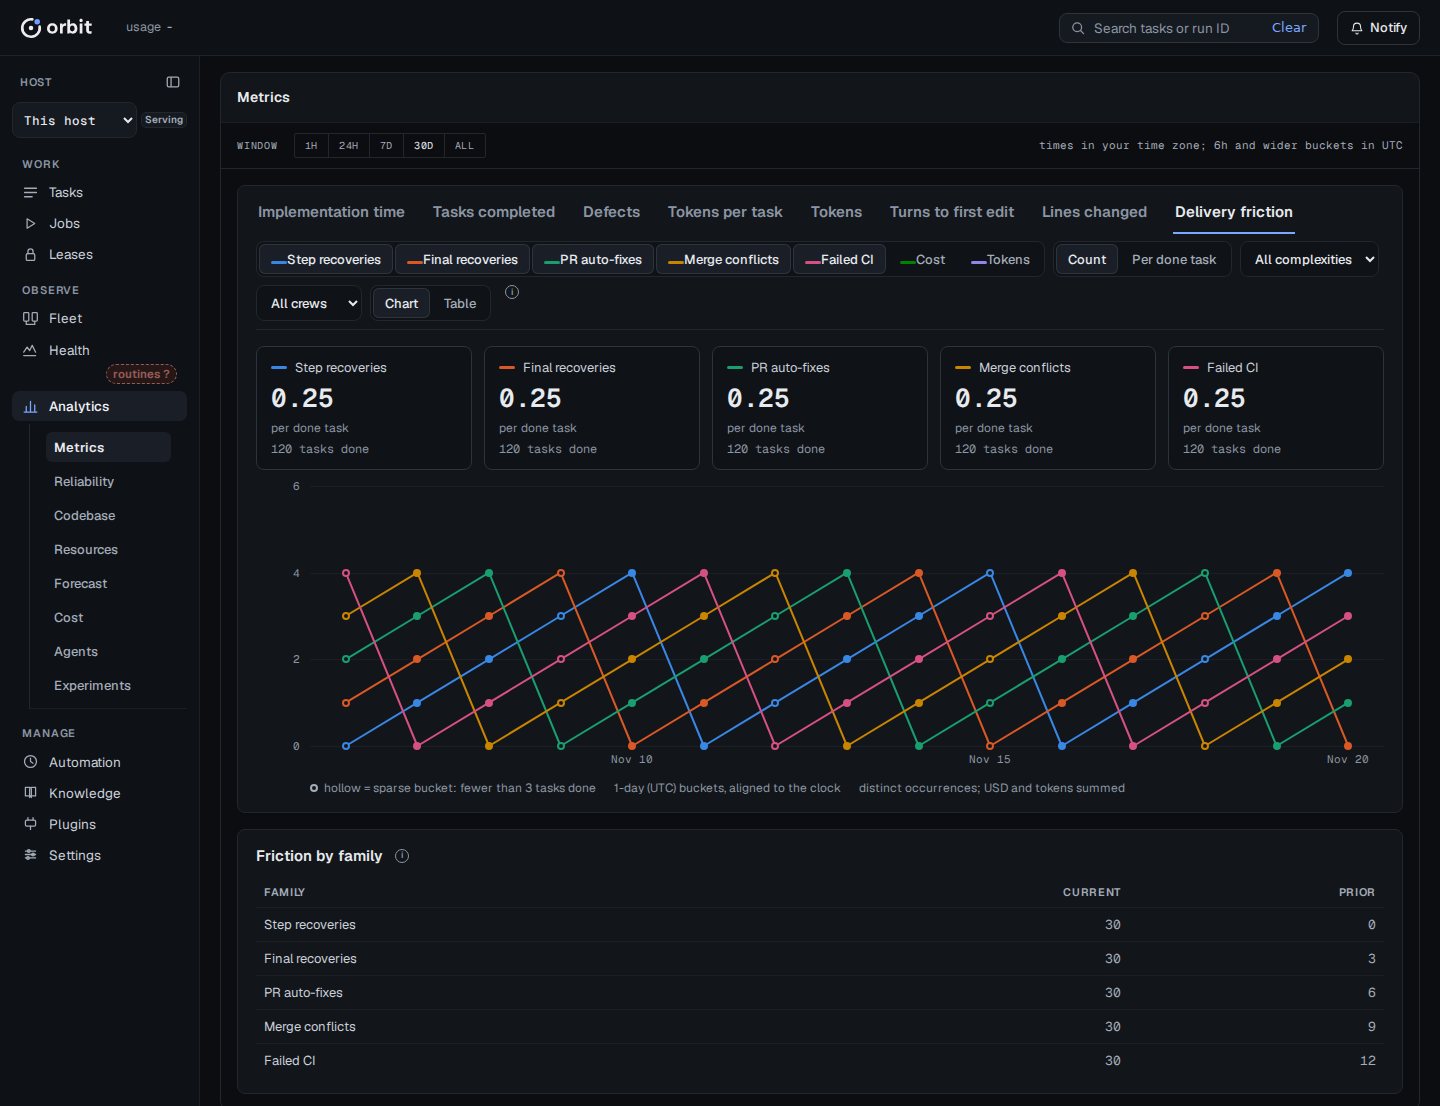 orbit
usage -
Search tasks or run ID
Clear
Notify
HOST
This host
Serving
WORK
Tasks
Jobs
Leases
OBSERVE
Fleet
Health
routines ?
Analytics
Metrics
Reliability
Codebase
Resources
Forecast
Cost
Agents
Experiments
MANAGE
Automation
Knowledge
Plugins
Settings
Metrics
WINDOW 1H 24H 7D 30D ALL
times in your time zone; 6h and wider buckets in UTC
Implementation time Tasks completed Defects Tokens per task Tokens Turns to first edit Lines changed Delivery friction
Step recoveries Final recoveries PR auto-fixes Merge conflicts Failed CI Cost Tokens Count Per done task All complexities
All crews Chart Table
Step recoveries Final recoveries PR auto-fixes Merge conflicts Failed CI
0.25 0.25 0.25 0.25 0.25
per done task per done task per done task per done task per done task
120 tasks done 120 tasks done 120 tasks done 120 tasks done 120 tasks done
6
4
2
0
Nov 10 Nov 15 Nov 20
hollow = sparse bucket: fewer than 3 tasks done 1-day (UTC) buckets, aligned to the clock distinct occurrences; USD and tokens summed
Friction by family
FAMILY CURRENT PRIOR
Step recoveries 30 0
Final recoveries 30 3
PR auto-fixes 30 6
Merge conflicts 30 9
Failed CI 30 12